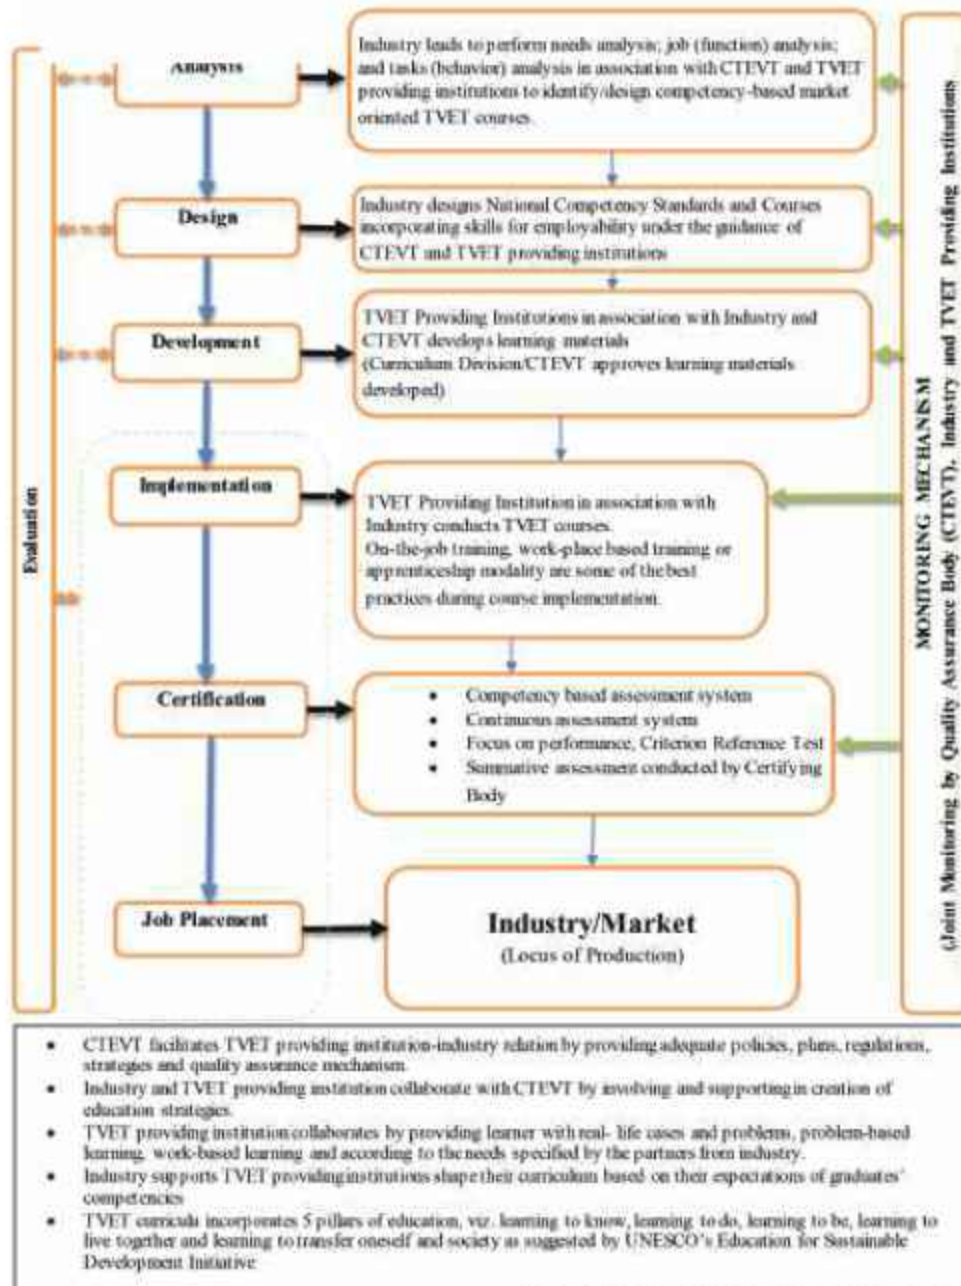 Analysis
Industry leads to perform needs analysis; job (function) analysis;
and tasks (behavior) analysis in association with CTEVT and TVET
providing institutions to identify/design competency-based market
oriented TVET courses.
Design
Industry designs National Competency Standards and Courses
incorporating skills for employability under the guidance of
CTEVT and TVET providing institutions
Development
TVET Providing Institutions in association with Industry and
CTEVT develops learning materials
(Curriculum Division/CTEVT approves learning materials
developed)
Implementation
TVET Providing Institution in association with
Industry conducts TVET courses.
On-the-job training, work-place based training or
apprenticeship modality are some of the best
practices during course implementation.
Certification
• Competency based assessment system
• Continuous assessment system
• Focus on performance, Criterion Reference Test
• Summative assessment conducted by Certifying
Body
Job Placement
Industry/Market
(Locus of Production)
Evaluation
MONITORING MECHANISM
(Joint Monitoring by Quality Assurance Body (CTEVT), Industry and TVET Providing Institutions
• CTEVT facilitates TVET providing institution-industry relation by providing adequate policies, plans, regulations,
strategies and quality assurance mechanism.
• Industry and TVET providing institution collaborate with CTEVT by involving and supporting in creation of
education strategies.
• TVET providing institution collaborates by providing learner with real- life cases and problems, problem-based
learning, work-based learning and according to the needs specified by the partners from industry.
• Industry supports TVET providing institutions shape their curriculum based on their expectations of graduates'
competencies
• TVET curricula incorporates 5 pillars of education, viz. learning to know, learning to do, learning to be, learning to
live together and learning to transfer oneself and society as suggested by UNESCO's Education for Sustainable
Development Initiative